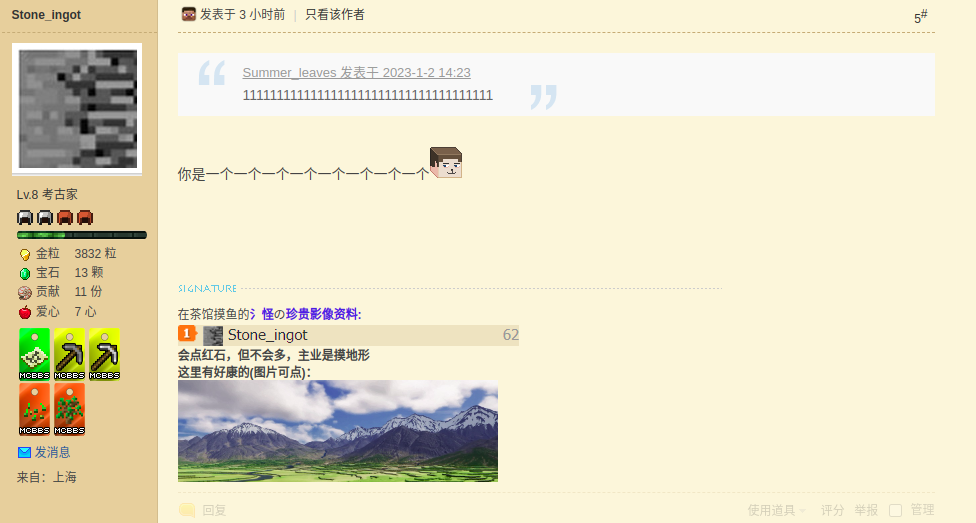 Stone_ingot
发表于 3 小时前 | 只看该作者
5#
Summer_leaves 发表于 2023-1-2 14:23
1111111111111111111111111111111111111
你是一个一个一个一个一个一个一个一个
Lv.8 考古家
金粒 3832 粒
宝石 13 颗
贡献 11 份
爱心 7 心
MCBBS MCBBS MCBBS
MCBBS MCBBS
发消息
来自：上海
SIGNATURE
在茶馆摸鱼的氵怪の珍贵影像资料:
1 Stone_ingot 62
会点红石，但不会多，主业是摸地形
这里有好康的(图片可点)：
回复
使用道具 评分 举报 管理